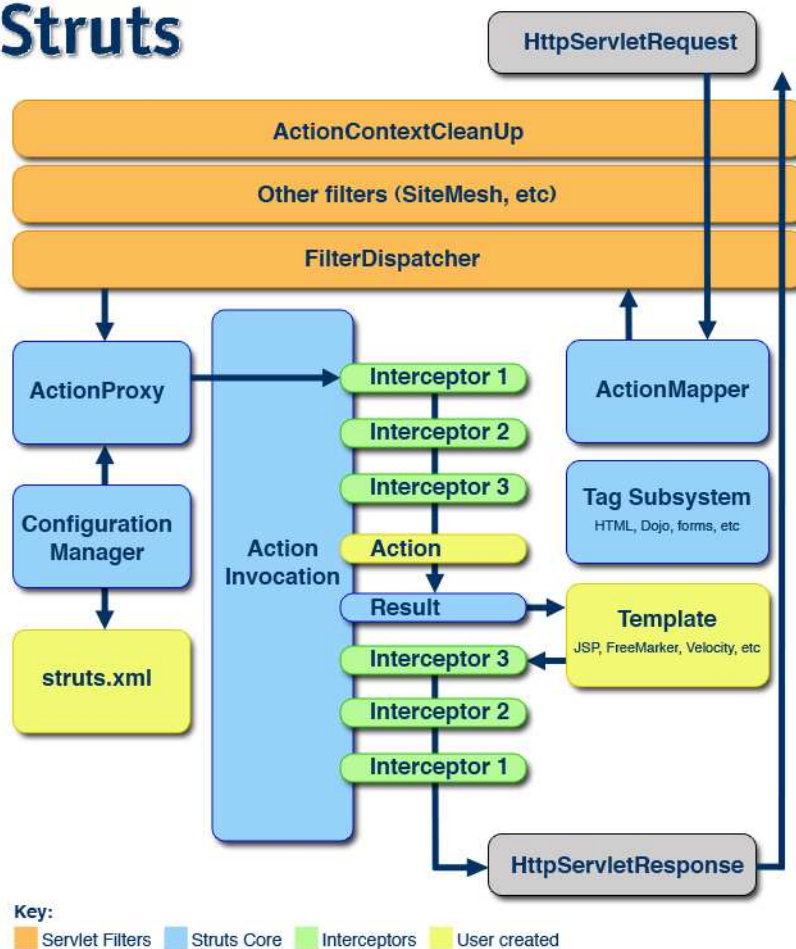 Struts
HttpServletRequest
ActionContextCleanUp
Other filters (SiteMesh, etc)
FilterDispatcher
ActionProxy
Interceptor 1
ActionMapper
Interceptor 2
Interceptor 3
Tag Subsystem
HTML, Dojo, forms, etc
Configuration
Manager
Action
Invocation
Action
Result
Template
JSP, FreeMarker, Velocity, etc
struts.xml
Interceptor 3
Interceptor 2
Interceptor 1
HttpServletResponse
Key:
Servlet Filters
Struts Core
Interceptors
User created